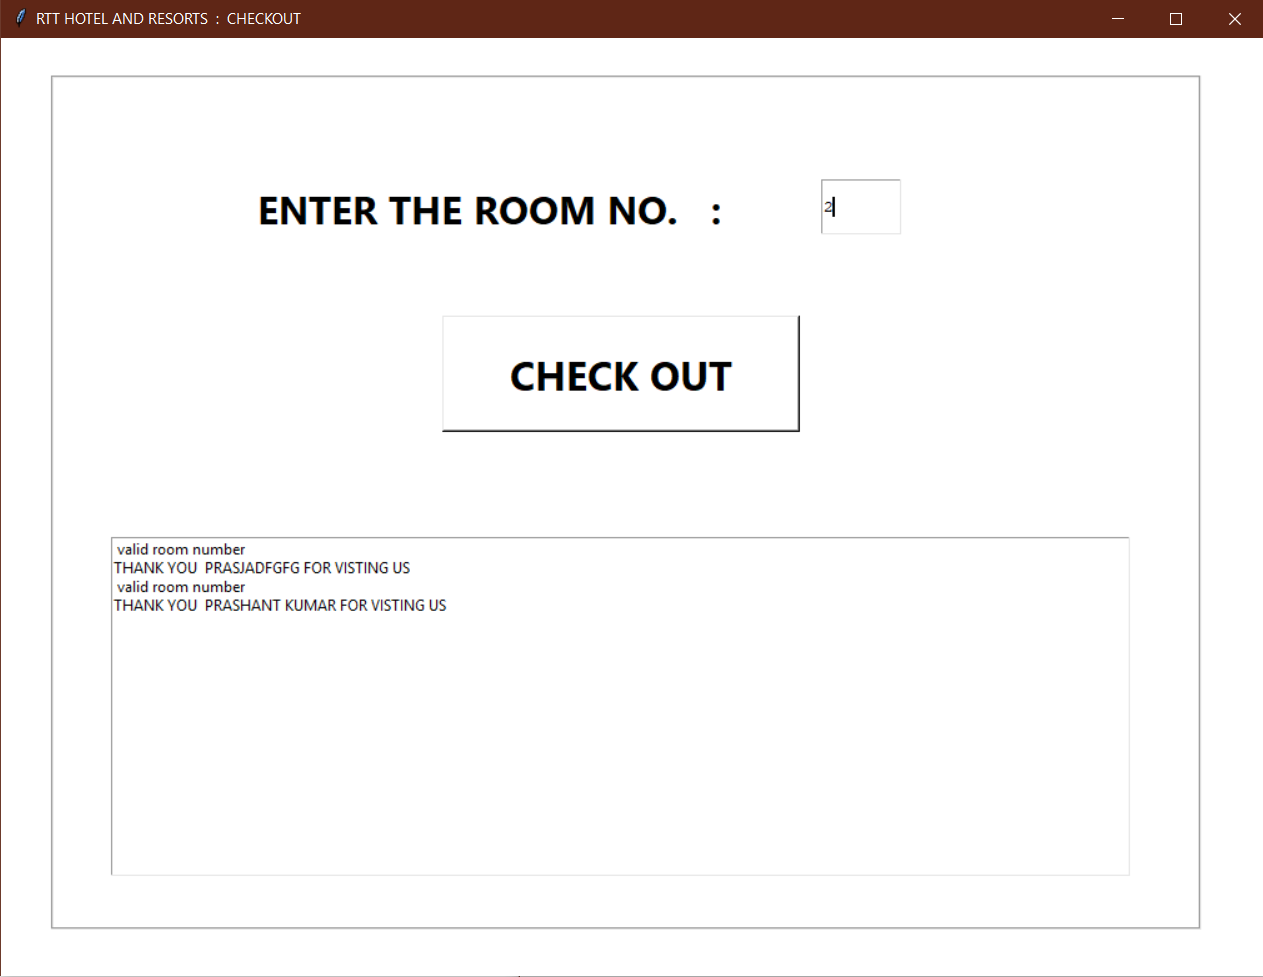 RTT HOTEL AND RESORTS : CHECKOUT
ENTER THE ROOM NO. :
2
CHECK OUT
valid room number
THANK YOU PRASJADFGFG FOR VISTING US
valid room number
THANK YOU PRASHANT KUMAR FOR VISTING US